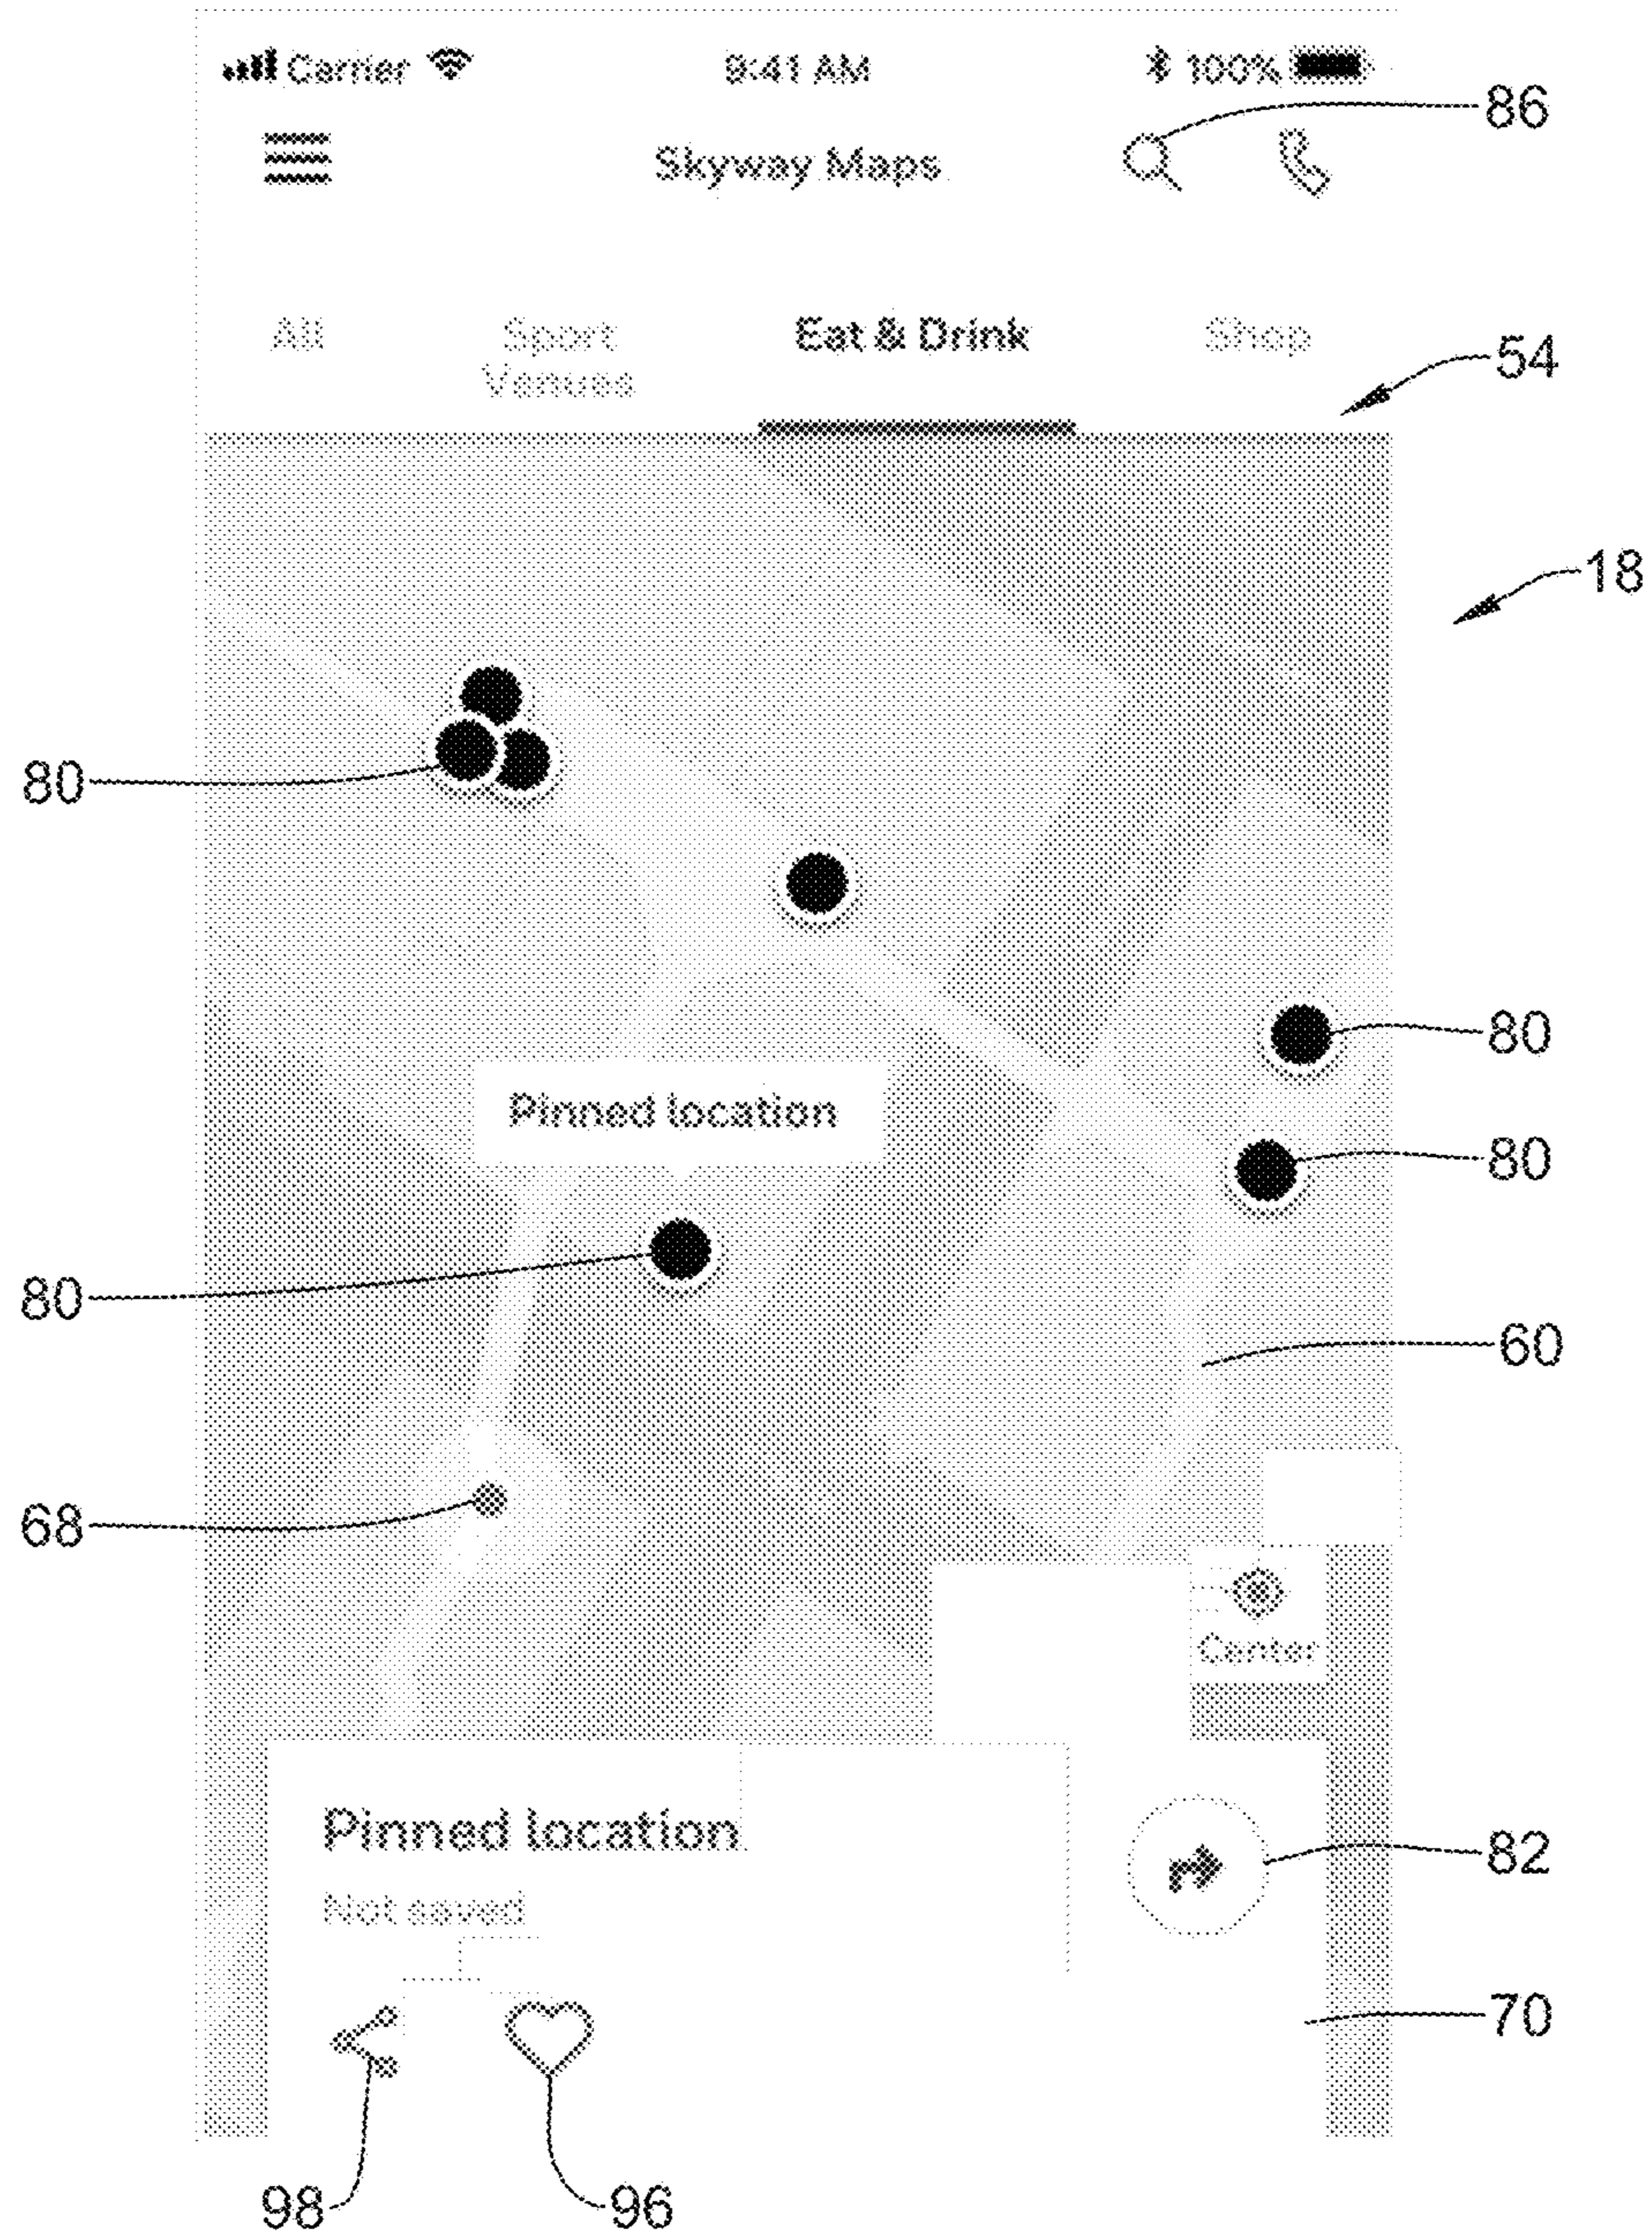 Carrier 9:41 AM 100%
86
Skyway Maps
All Sport Eat & Drink Shop
Venues
54
18
80
80
Pinned location
80
80
60
68
Center
Pinned location
82
Not saved
70
98 96